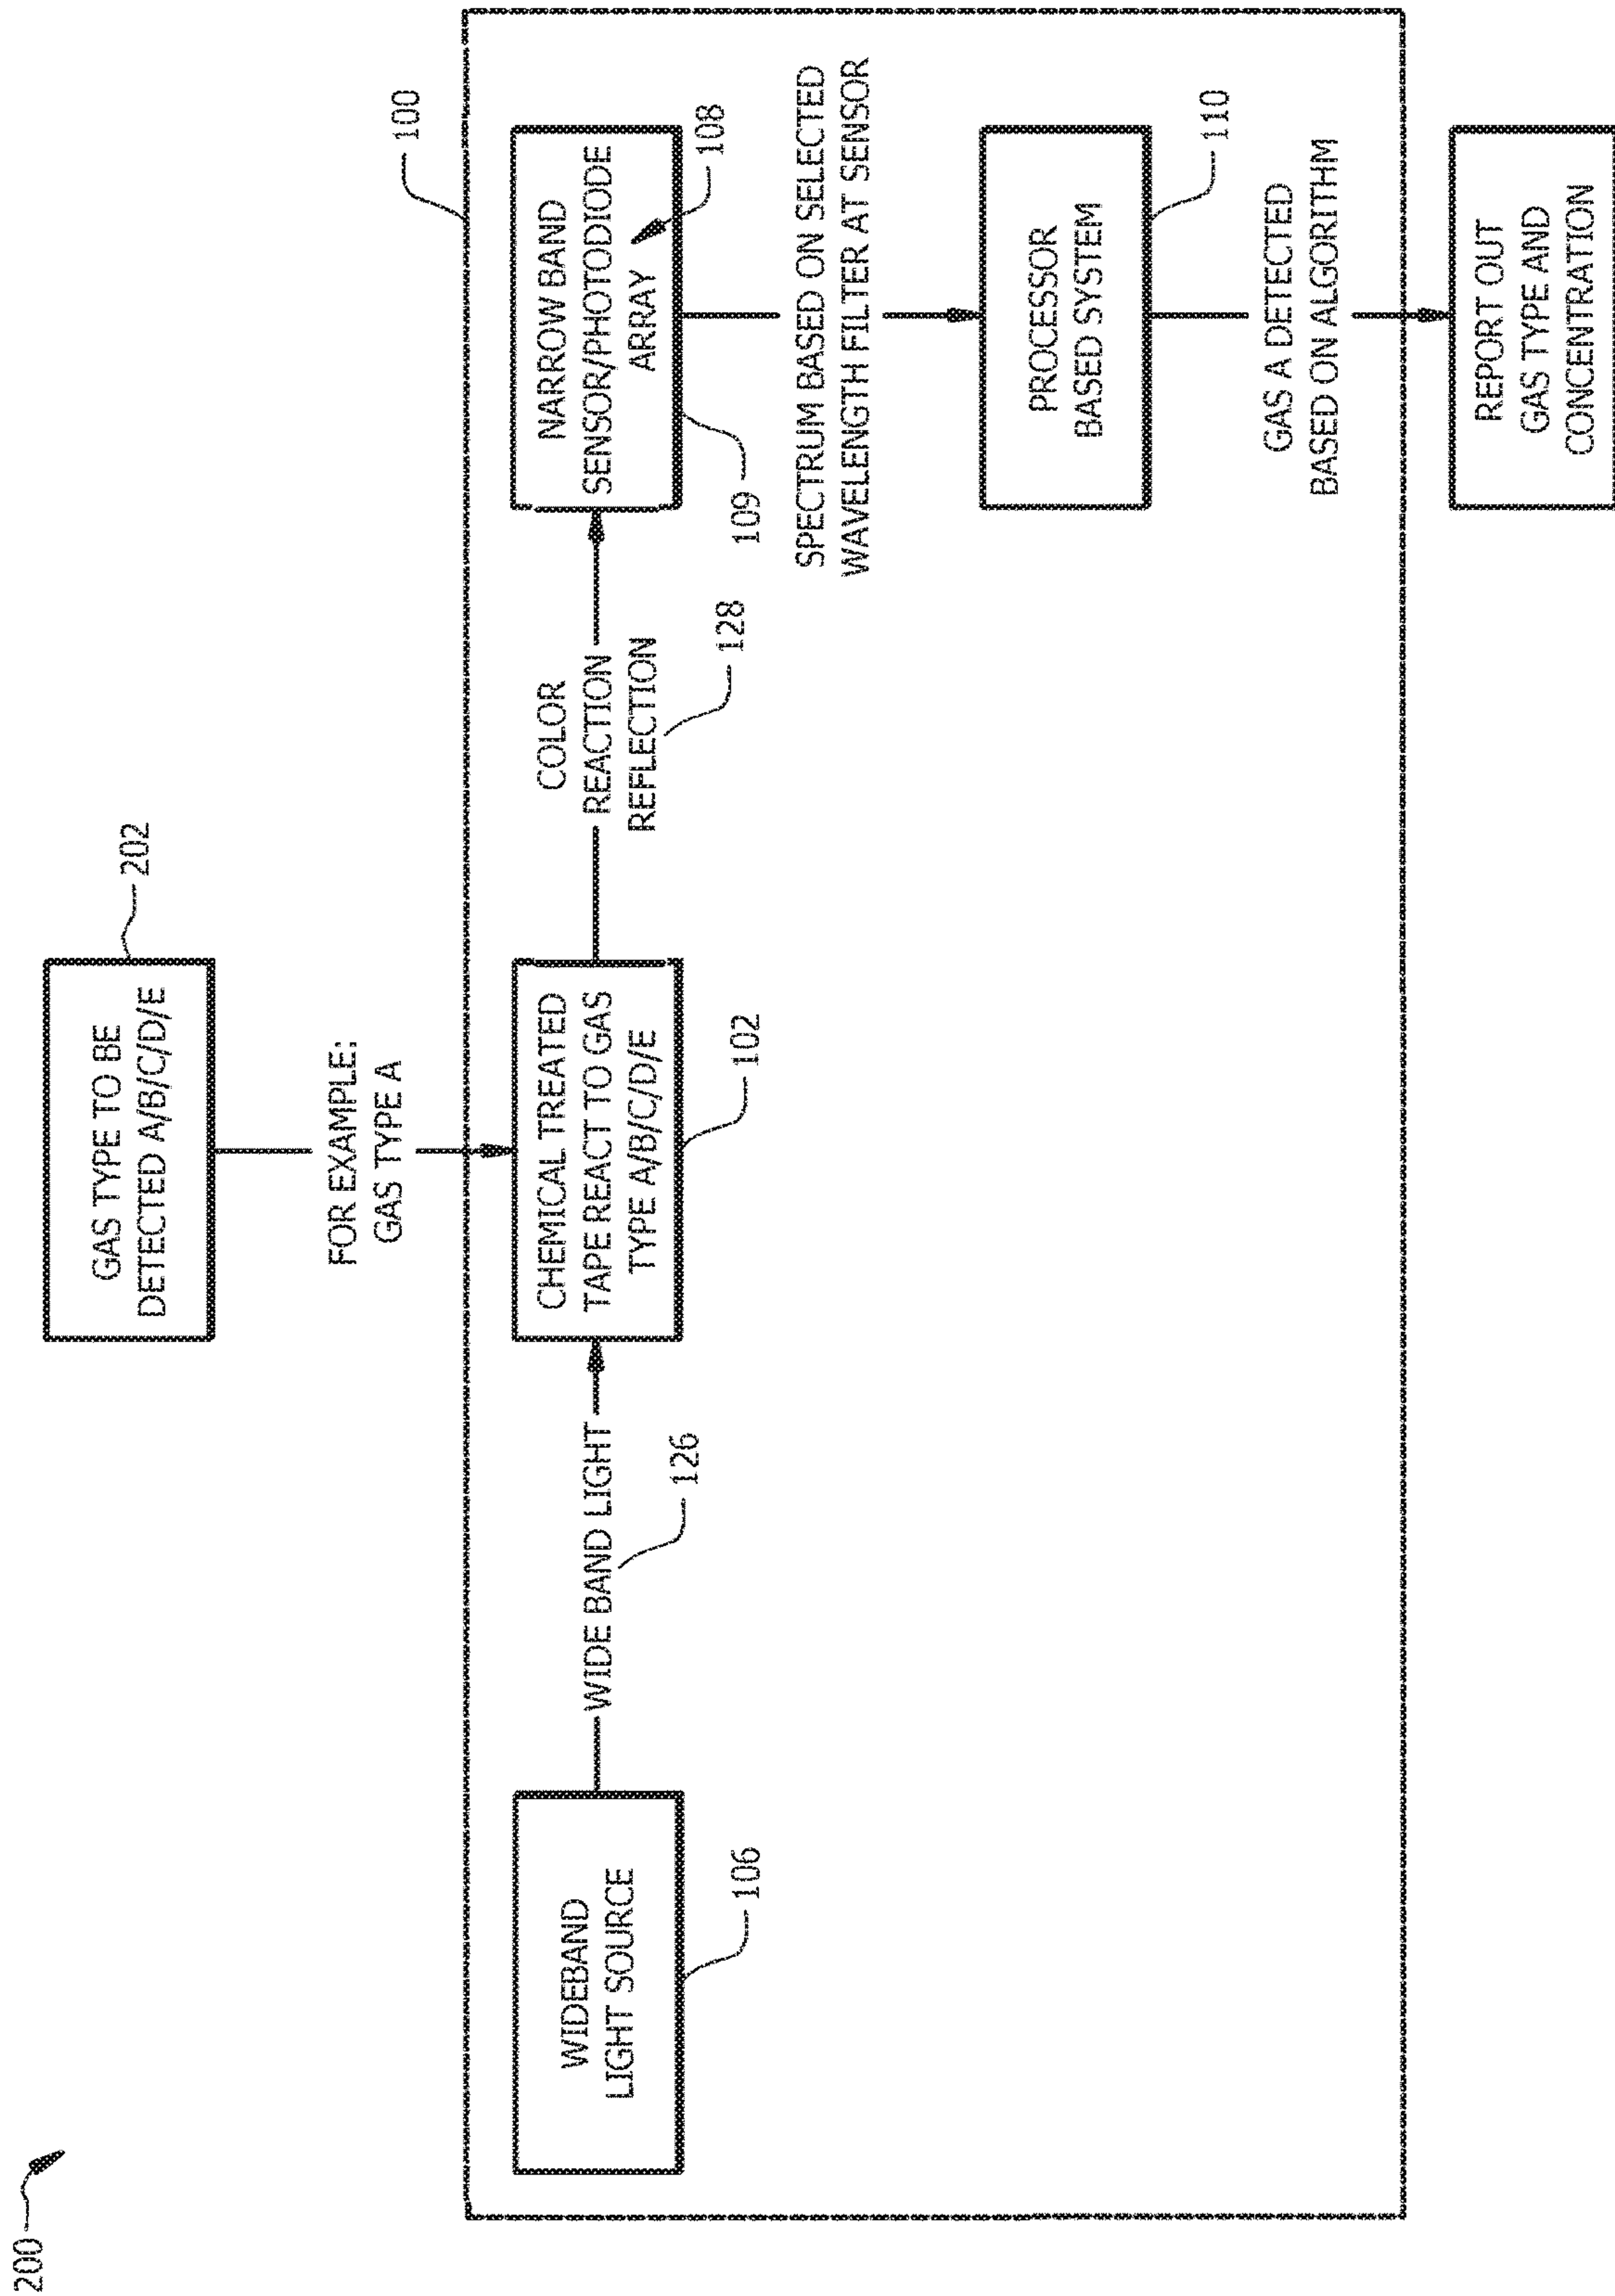 200
GAS TYPE TO BE
DETECTED A/B/C/D/E
202
FOR EXAMPLE:
GAS TYPE A
100
WIDEBAND
LIGHT SOURCE
106
WIDE BAND LIGHT
126
CHEMICAL TREATED
TAPE REACT TO GAS
TYPE A/B/C/D/E
102
COLOR
REACTION
REFLECTION
128
NARROW BAND
SENSOR/PHOTODIODE
ARRAY
108
109
SPECTRUM BASED ON SELECTED
WAVELENGTH FILTER AT SENSOR
PROCESSOR
BASED SYSTEM
110
GAS A DETECTED
BASED ON ALGORITHM
REPORT OUT
GAS TYPE AND
CONCENTRATION